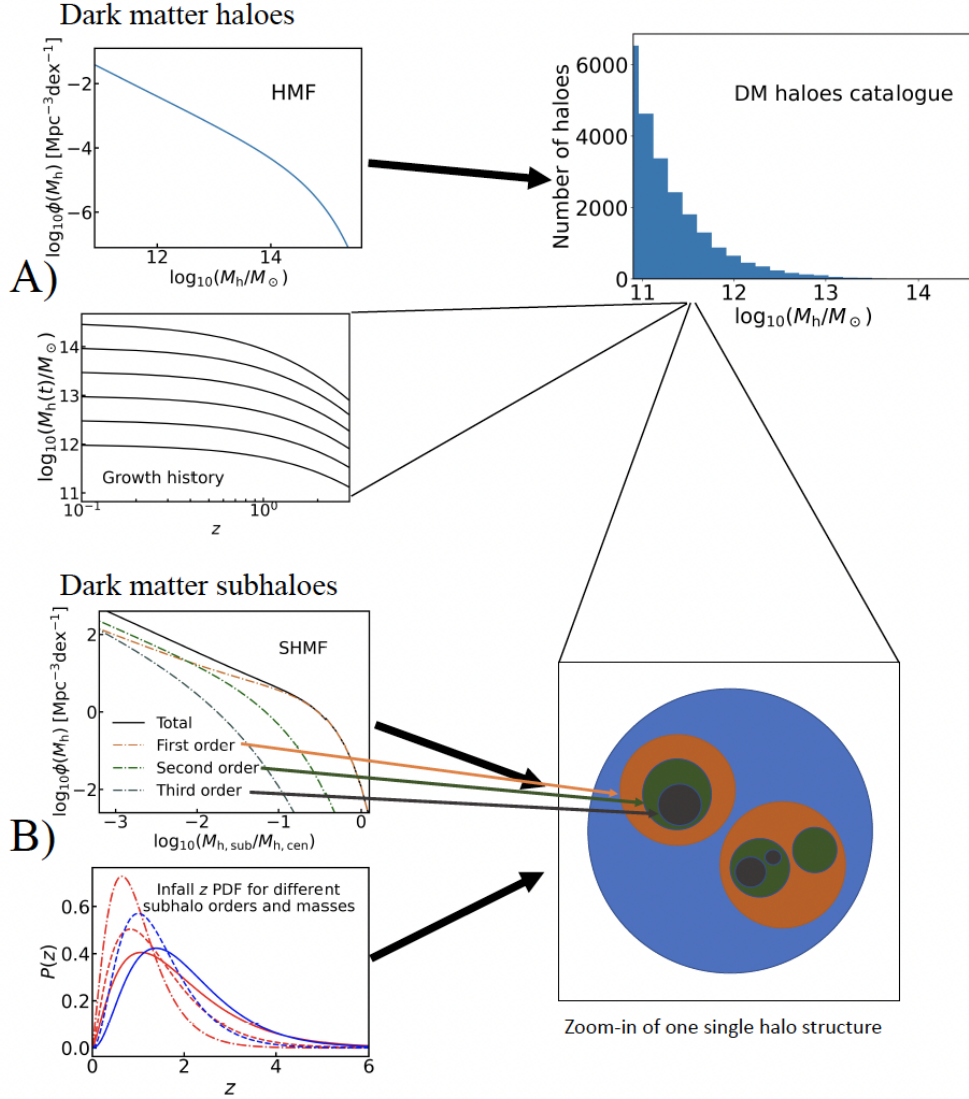 Dark matter haloes
HMF
log₁₀ϕ(Mₕ) [Mpc⁻³dex⁻¹]
−2
−4
−6
12
14
log₁₀(Mₕ/M☉)
DM haloes catalogue
Number of haloes
6000
4000
2000
0
11
12
13
14
log₁₀(Mₕ/M☉)
A)
log₁₀(Mₕ(t)/M☉)
14
13
12
11
Growth history
10⁻¹
10⁰
z
Dark matter subhaloes
SHMF
log₁₀ϕ(Mₕ) [Mpc⁻³dex⁻¹]
2
0
−2
Total
First order
Second order
Third order
−3
−2
−1
0
log₁₀(Mₕ,sub/Mₕ,cen)
B)
Infall z PDF for different
subhalo orders and masses
P(z)
0.6
0.4
0.2
0.0
0
2
4
6
z
Zoom-in of one single halo structure